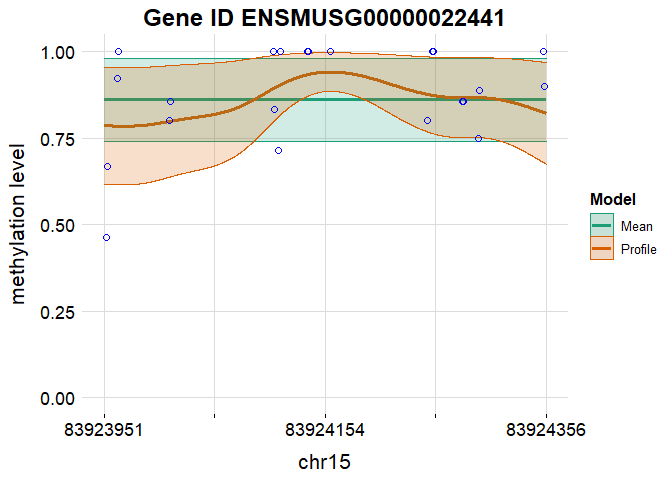 Gene ID ENSMUSG00000022441
methylation level
1.00
0.75
0.50
0.25
0.00
83923951 83924154 83924356
chr15
Model
Mean
Profile